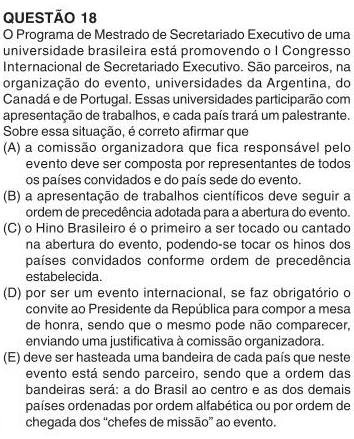 QUESTÃO 18
O Programa de Mestrado de Secretariado Executivo de uma
universidade brasileira está promovendo o I Congresso
Internacional de Secretariado Executivo. São parceiros, na
organização do evento, universidades da Argentina, do
Canadá e de Portugal. Essas universidades participarão com
apresentação de trabalhos, e cada país trará um palestrante.
Sobre essa situação, é correto afirmar que
(A) a comissão organizadora que fica responsável pelo
evento deve ser composta por representantes de todos
os países convidados e do país sede do evento.
(B) a apresentação de trabalhos científicos deve seguir a
ordem de precedência adotada para a abertura do evento.
(C) o Hino Brasileiro é o primeiro a ser tocado ou cantado
na abertura do evento, podendo-se tocar os hinos dos
países convidados conforme ordem de precedência
estabelecida.
(D) por ser um evento internacional, se faz obrigatório o
convite ao Presidente da República para compor a mesa
de honra, sendo que o mesmo pode não comparecer,
enviando uma justificativa à comissão organizadora.
(E) deve ser hasteada uma bandeira de cada país que neste
evento está sendo parceiro, sendo que a ordem das
bandeiras será: a do Brasil ao centro e as dos demais
países ordenadas por ordem alfabética ou por ordem de
chegada dos "chefes de missão" ao evento.